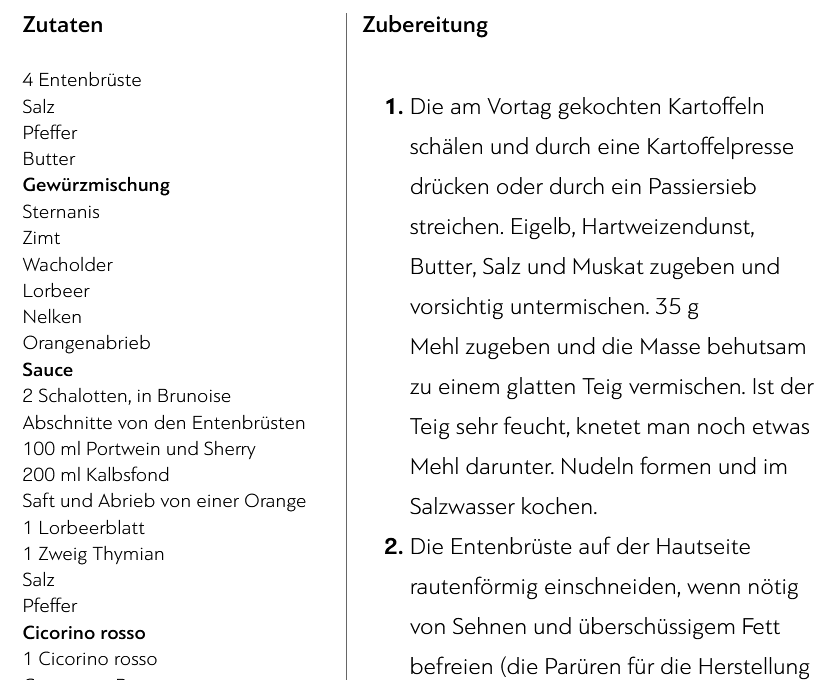 Zutaten
4 Entenbrüste
Salz
Pfeffer
Butter
Gewürzmischung
Sternanis
Zimt
Wacholder
Lorbeer
Nelken
Orangenabrieb
Sauce
2 Schalotten, in Brunoise
Abschnitte von den Entenbrüsten
100 ml Portwein und Sherry
200 ml Kalbsfond
Saft und Abrieb von einer Orange
1 Lorbeerblatt
1 Zweig Thymian
Salz
Pfeffer
Cicorino rosso
1 Cicorino rosso
Zubereitung
1. Die am Vortag gekochten Kartoffeln
schälen und durch eine Kartoffelpresse
drücken oder durch ein Passiersieb
streichen. Eigelb, Hartweizendunst,
Butter, Salz und Muskat zugeben und
vorsichtig untermischen. 35 g
Mehl zugeben und die Masse behutsam
zu einem glatten Teig vermischen. Ist der
Teig sehr feucht, knetet man noch etwas
Mehl darunter. Nudeln formen und im
Salzwasser kochen.
2. Die Entenbrüste auf der Hautseite
rautenförmig einschneiden, wenn nötig
von Sehnen und überschüssigem Fett
befreien (die Parüren für die Herstellung